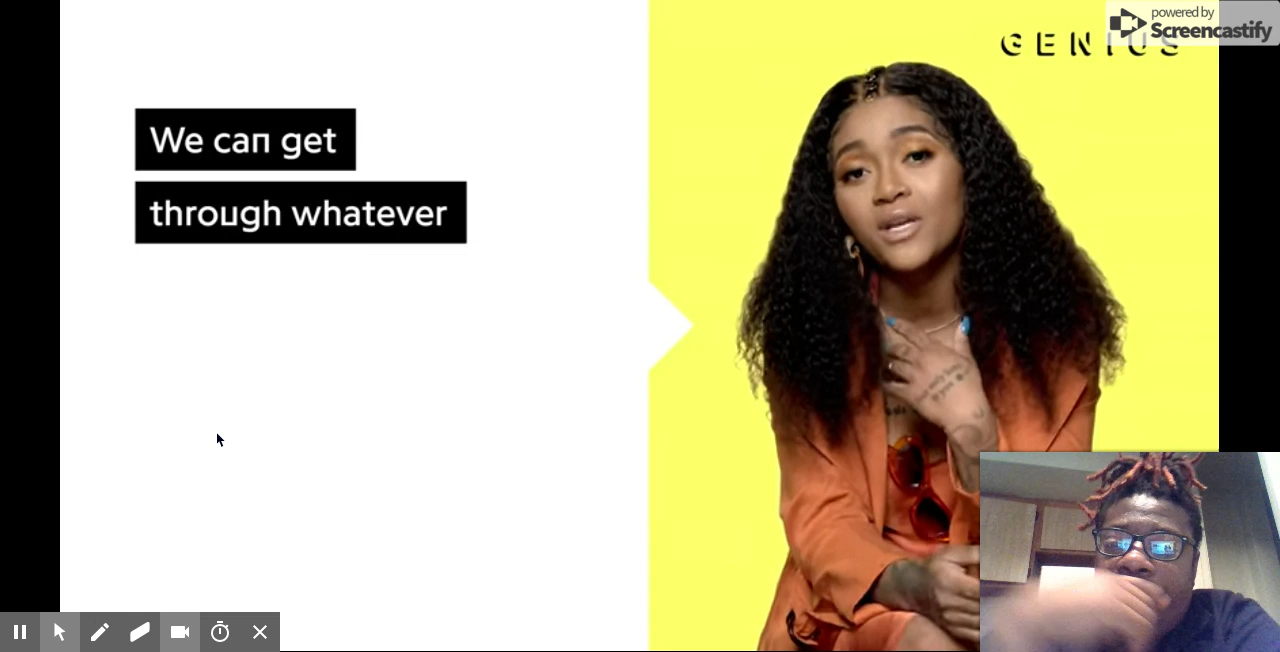 powered by
Screencastify
GENIUS
We can get
through whatever